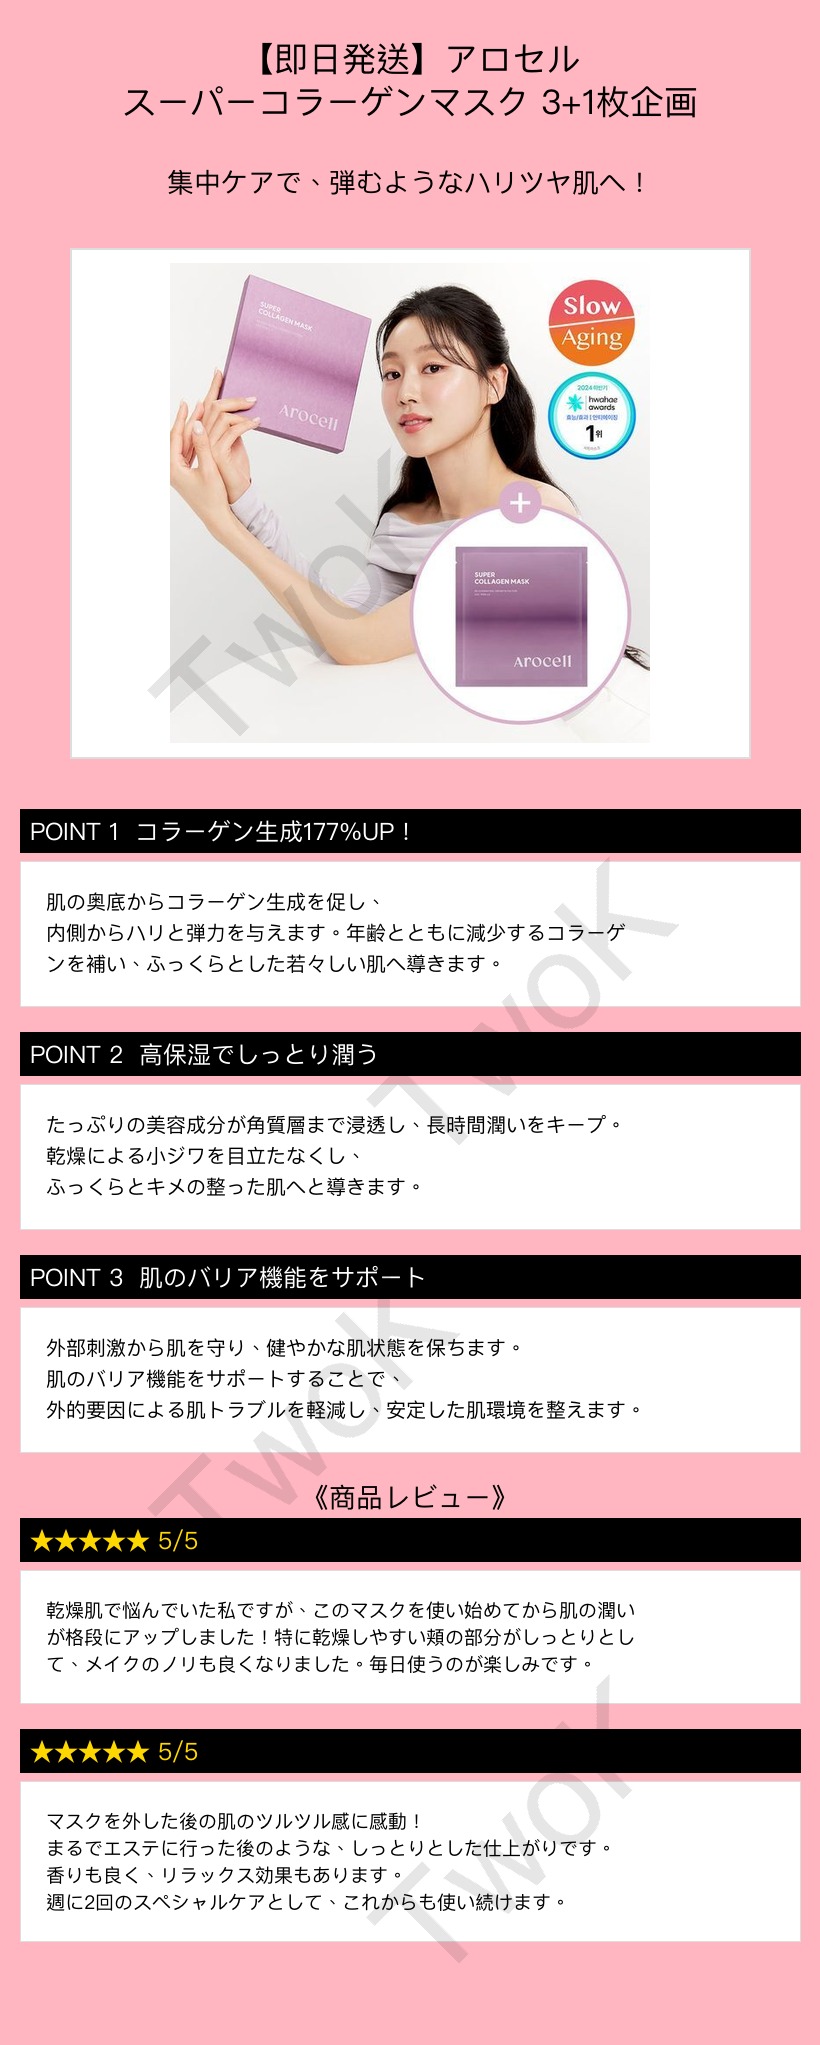 【即日発送】アロセル
スーパーコラーゲンマスク 3+1枚企画
集中ケアで、弾むようなハリツヤ肌へ！
SUPER
COLLAGEN MASK
Arocell
Slow
Aging
2024 하반기
hwahae
awards
효능/효과 | 안티에이징
1위
+
SUPER
COLLAGEN MASK
Arocell
TwoK
POINT 1 コラーゲン生成177%UP！
肌の奥底からコラーゲン生成を促し、
内側からハリと弾力を与えます。年齢とともに減少するコラーゲ
ンを補い、ふっくらとした若々しい肌へ導きます。
TwoK
POINT 2 高保湿でしっとり潤う
たっぷりの美容成分が角質層まで浸透し、長時間潤いをキープ。
乾燥による小ジワを目立たなくし、
ふっくらとキメの整った肌へと導きます。
POINT 3 肌のバリア機能をサポート
外部刺激から肌を守り、健やかな肌状態を保ちます。
肌のバリア機能をサポートすることで、
外的要因による肌トラブルを軽減し、安定した肌環境を整えます。
TwoK
《商品レビュー》
★★★★★ 5/5
乾燥肌で悩んでいた私ですが、このマスクを使い始めてから肌の潤い
が格段にアップしました！特に乾燥しやすい頬の部分がしっとりとし
て、メイクのノリも良くなりました。毎日使うのが楽しみです。
★★★★★ 5/5
マスクを外した後の肌のツルツル感に感動！
まるでエステに行った後のような、しっとりとした仕上がりです。
香りも良く、リラックス効果もあります。
週に2回のスペシャルケアとして、これからも使い続けます。
TwoK